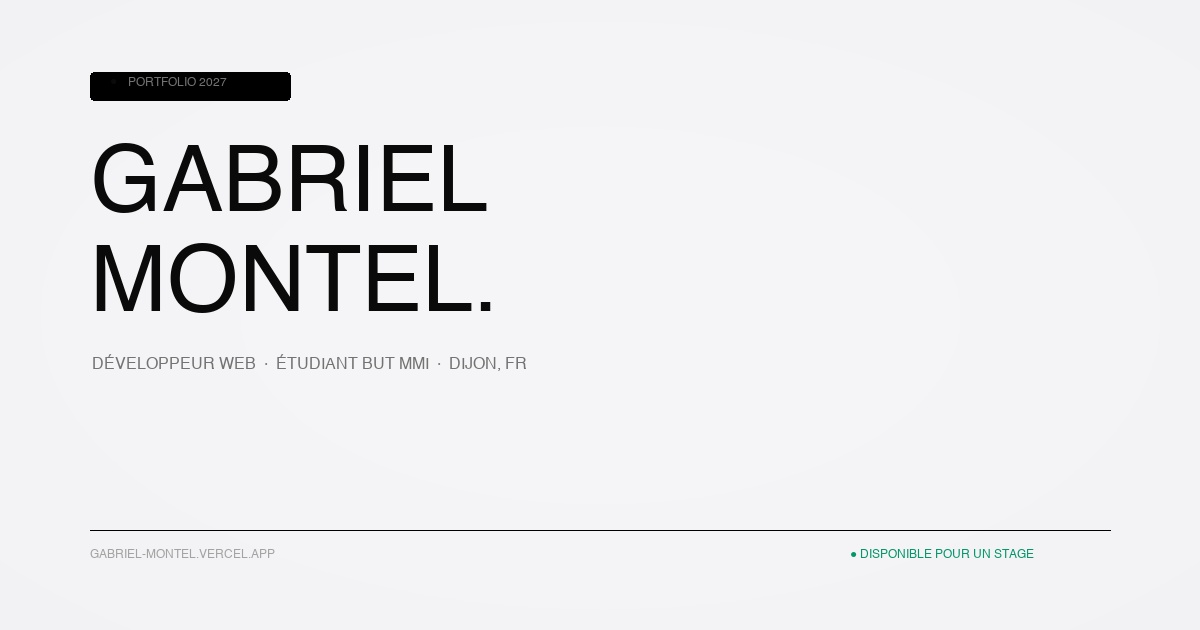 PORTFOLIO 2027
GABRIEL
MONTEL.
DÉVELOPPEUR WEB · ÉTUDIANT BUT MMI · DIJON, FR
GABRIEL-MONTEL.VERCEL.APP
● DISPONIBLE POUR UN STAGE